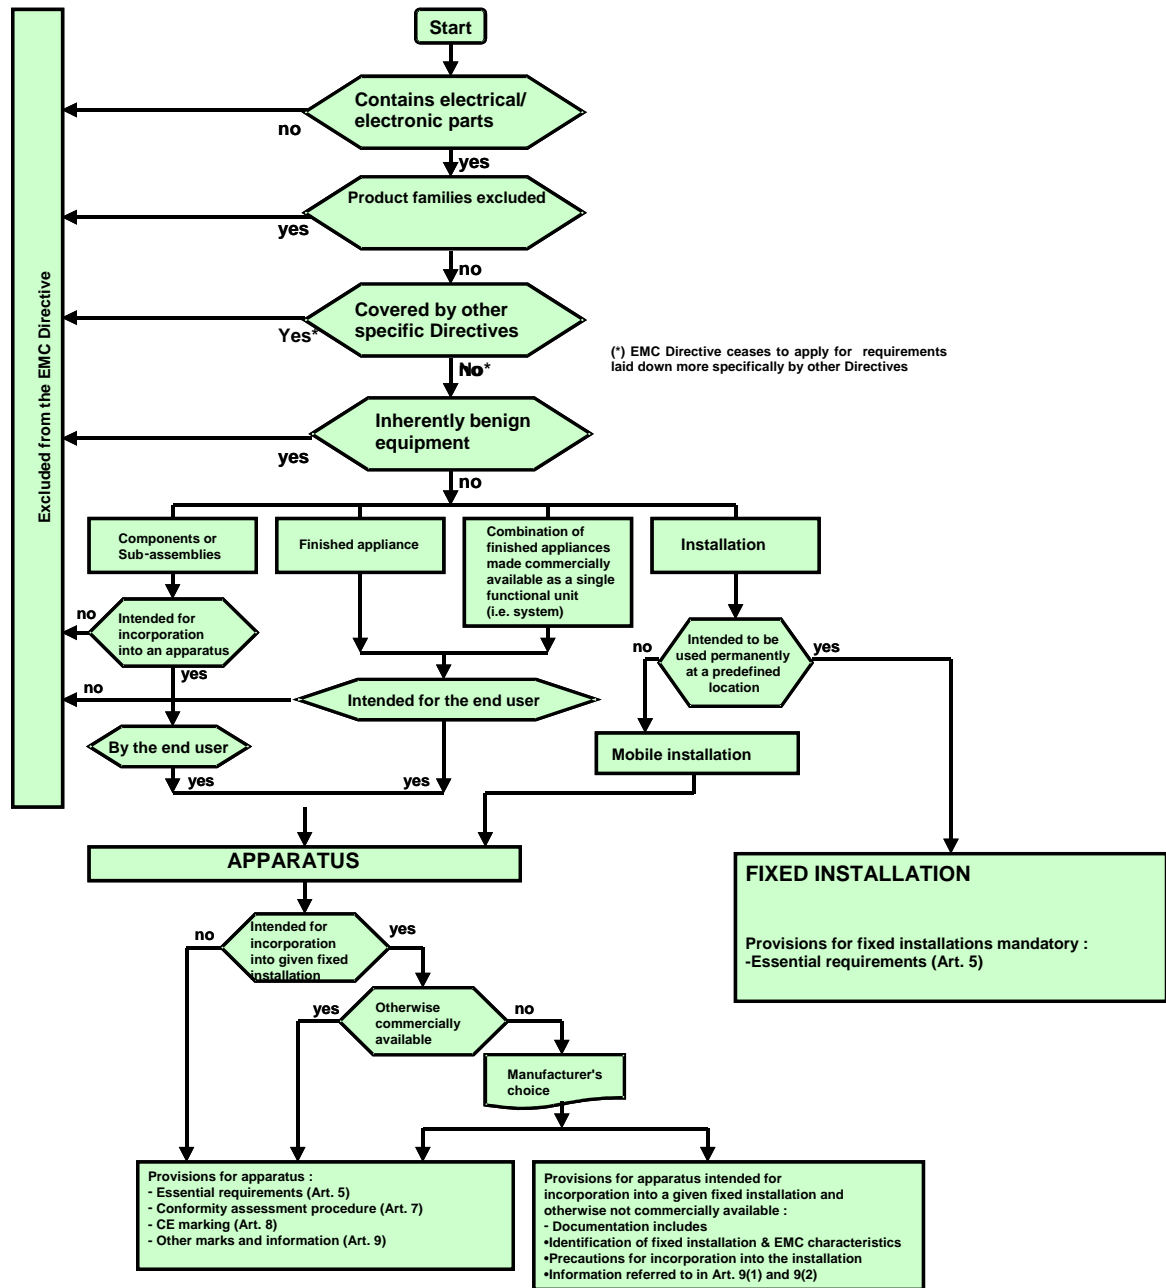 Start
Contains electrical/
electronic parts
no
yes
Product families excluded
yes
no
Covered by other
specific Directives
Yes*
No*
(*) EMC Directive ceases to apply for requirements
laid down more specifically by other Directives
Inherently benign
equipment
yes
no
Excluded from the EMC Directive
Components or
Sub-assemblies
Finished appliance
Combination of
finished appliances
made commercially
available as a single
functional unit
(i.e. system)
Installation
no
Intended for
incorporation
into an apparatus
yes
no
Intended to be
used permanently
at a predefined
location
yes
no
Intended for the end user
By the end user
Mobile installation
yes
yes
APPARATUS
FIXED INSTALLATION
Provisions for fixed installations mandatory :
-Essential requirements (Art. 5)
no
Intended for
incorporation
into given fixed
installation
yes
yes
Otherwise
commercially
available
no
Manufacturer's
choice
Provisions for apparatus :
- Essential requirements (Art. 5)
- Conformity assessment procedure (Art. 7)
- CE marking (Art. 8)
- Other marks and information (Art. 9)
Provisions for apparatus intended for
incorporation into a given fixed installation and
otherwise not commercially available :
- Documentation includes
•Identification of fixed installation & EMC characteristics
•Precautions for incorporation into the installation
•Information referred to in Art. 9(1) and 9(2)